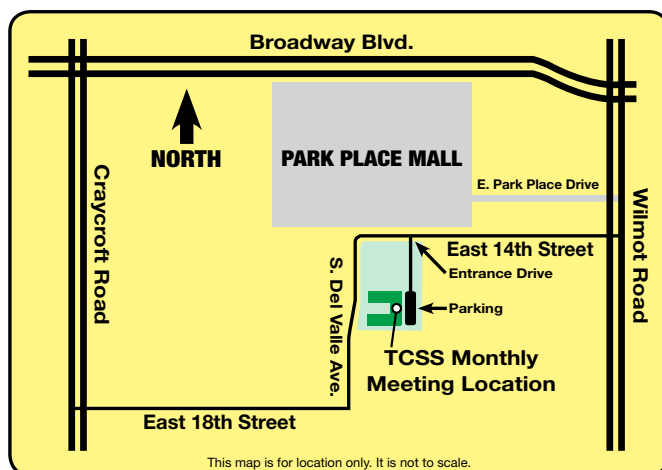 Broadway Blvd.
NORTH
PARK PLACE MALL
Craycroft Road
E. Park Place Drive
Wilmot Road
East 14th Street
Entrance Drive
S. Del Valle Ave.
Parking
TCSS Monthly
Meeting Location
East 18th Street
This map is for location only. It is not to scale.